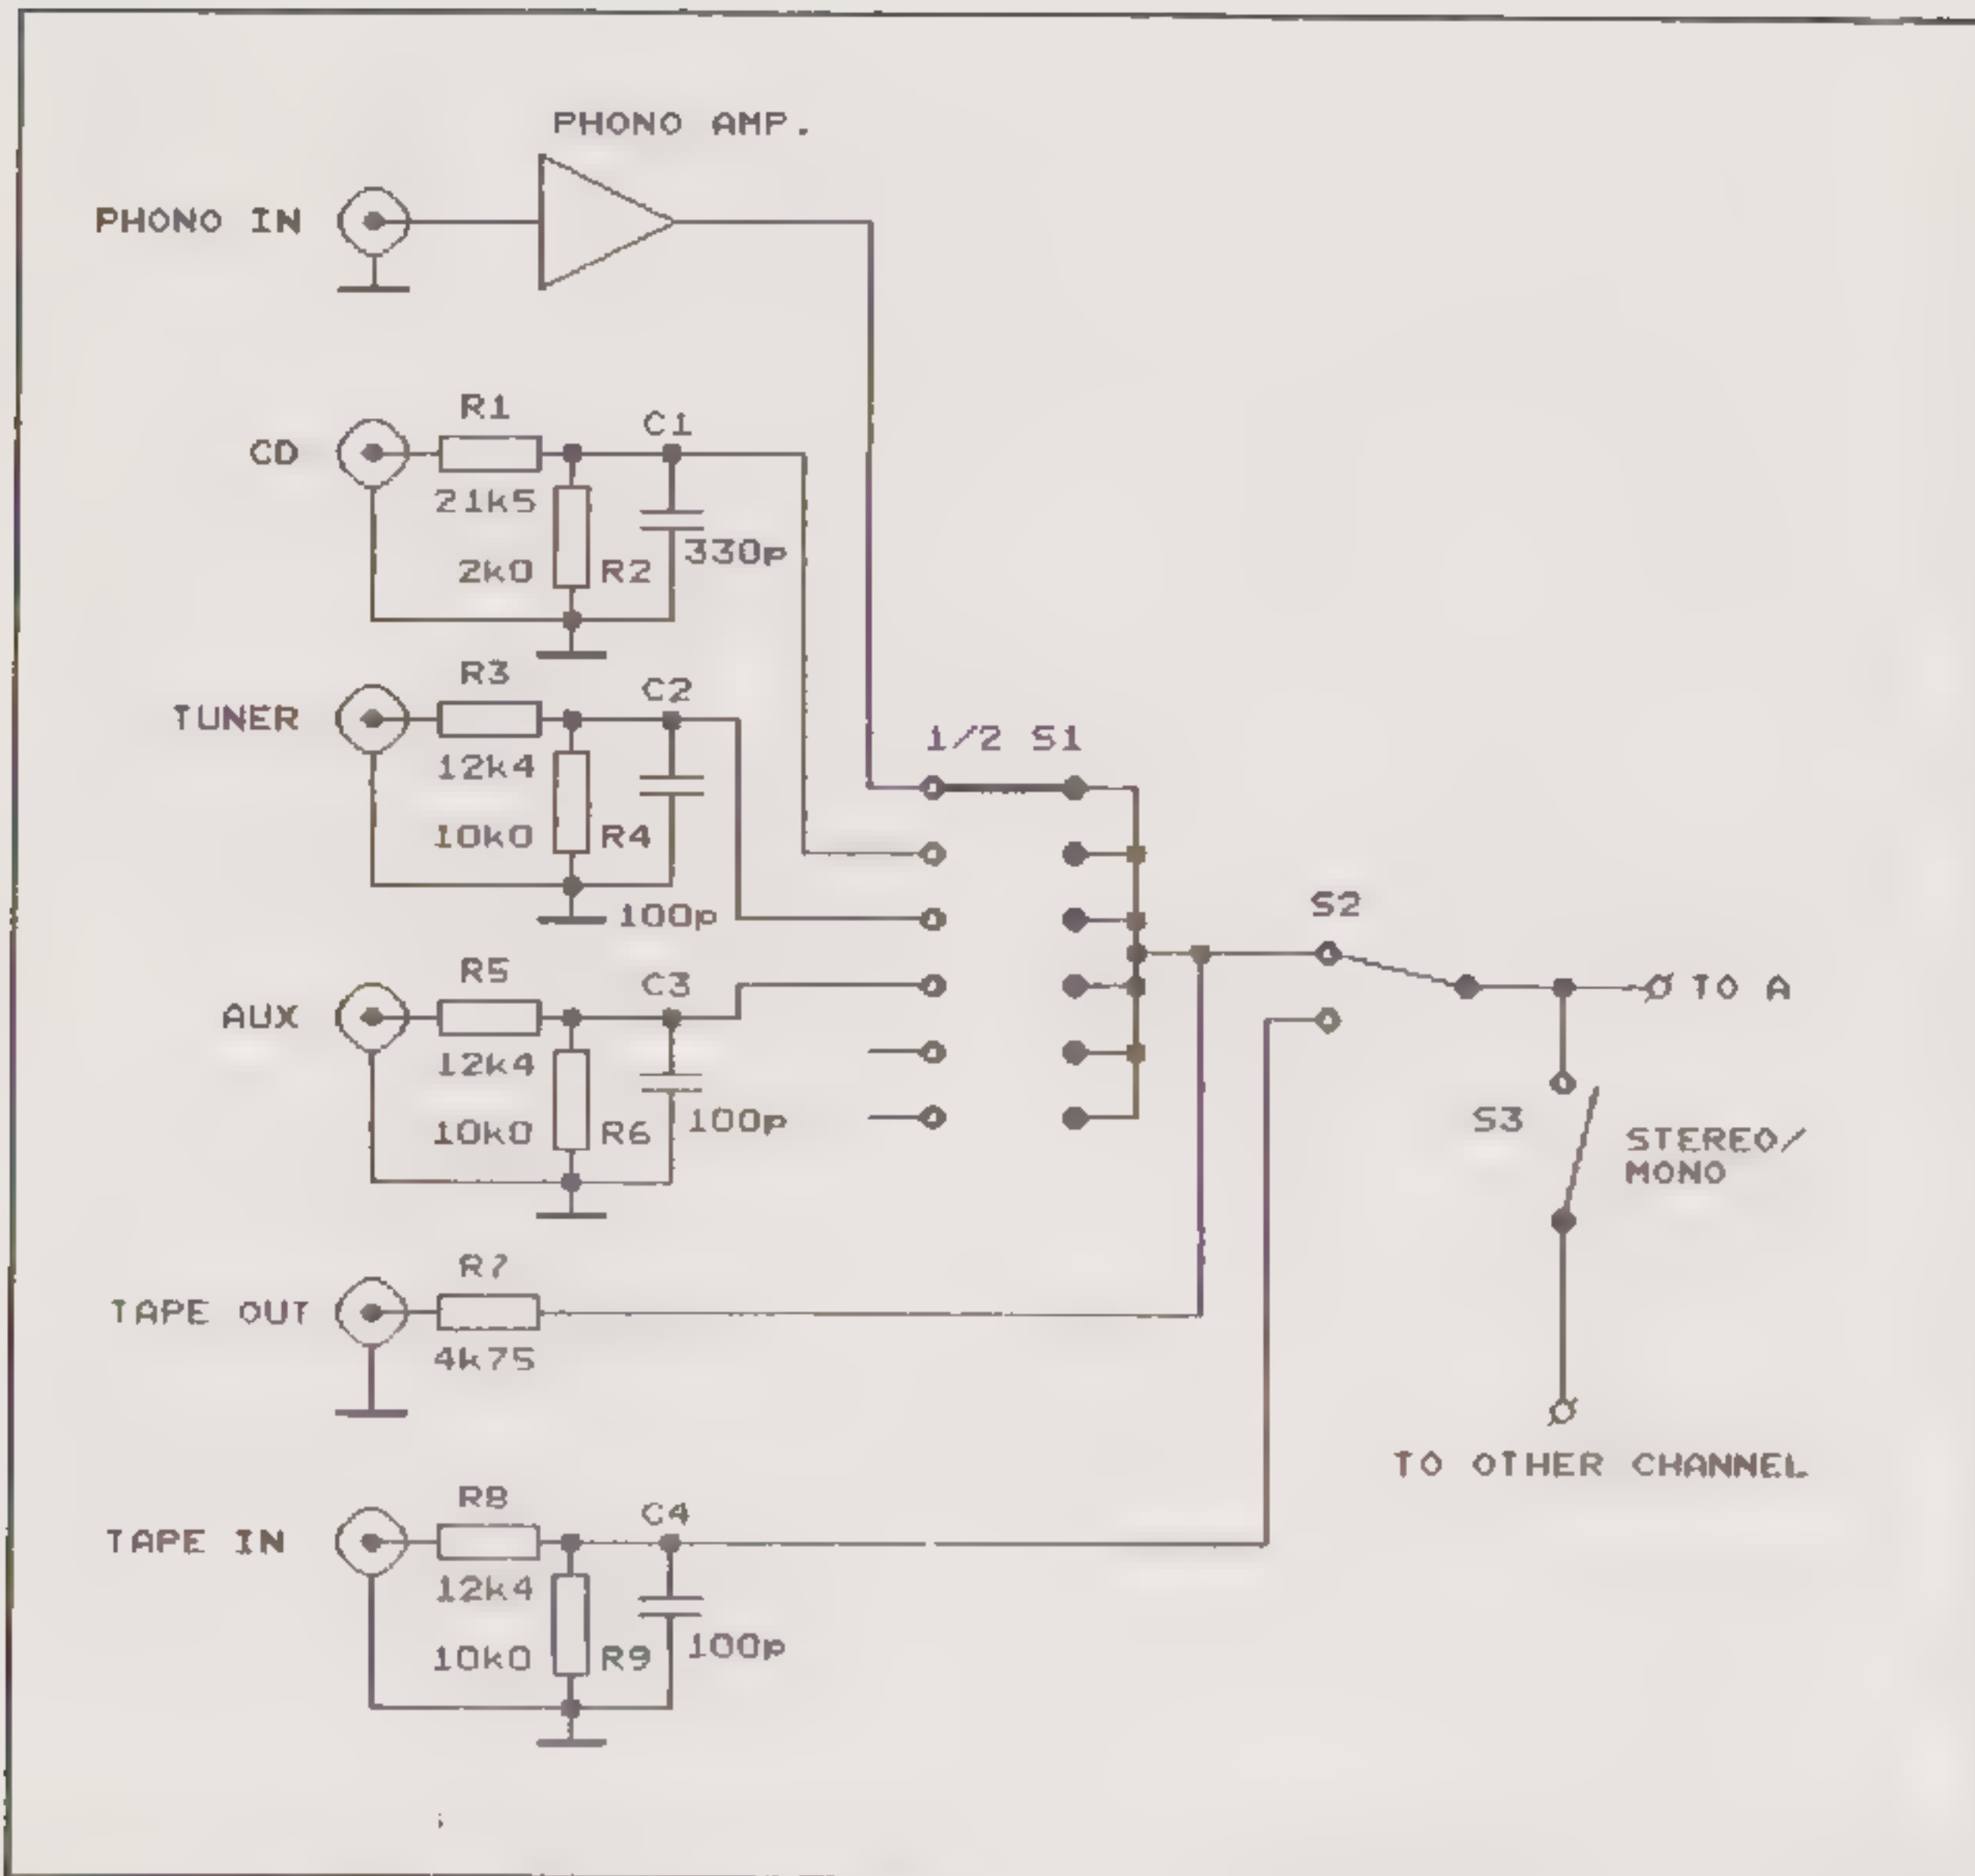 PHONO AMP.
PHONO IN
R1
C1
CD
21k5
330p
2k0
R2
R3
C2
TUNER
1/2 S1
12k4
10k0
R4
100p
S2
R5
C3
AUX
TO A
12k4
100p
10k0
R6
S3
STEREO/
MONO
R7
TAPE OUT
4k75
TO OTHER CHANNEL
R8
C4
TAPE IN
12k4
100p
10k0
R9